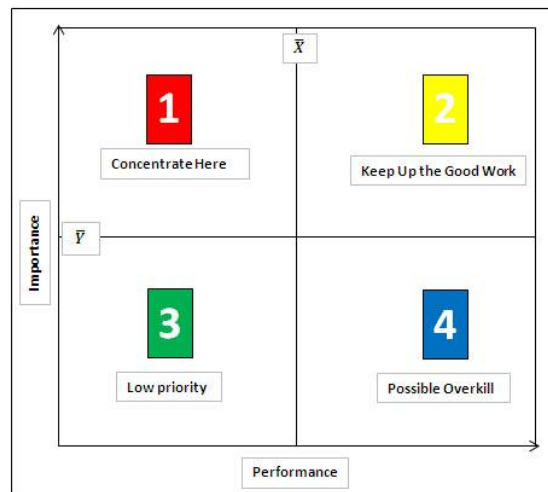 X̅
1
2
Concentrate Here
Keep Up the Good Work
Importance
Y̅
3
4
Low priority
Possible Overkill
Performance